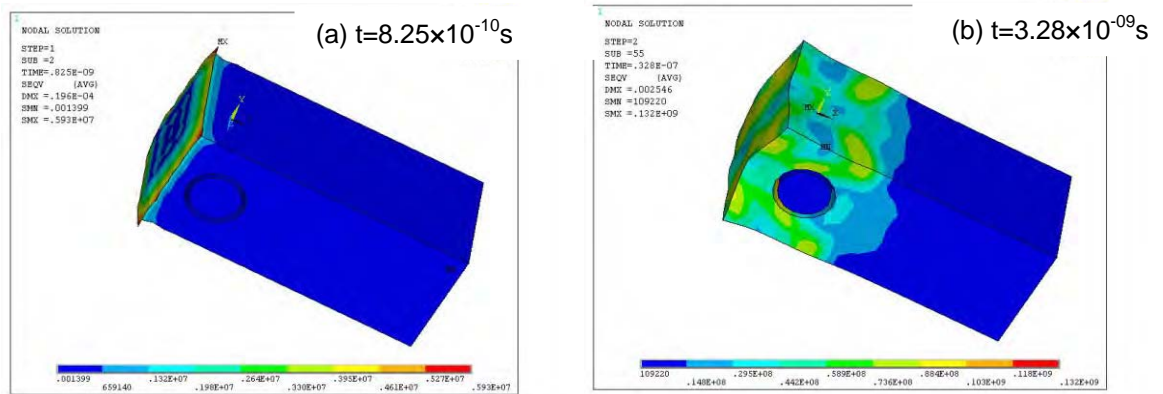 (a) t=8.25×10⁻¹⁰s
NODAL SOLUTION
STEP=1
SUB =2
TIME=.825E-09
SEQV (AVG)
DMX =.196E-04
SMN =.001399
SMX =.593E+07
MX
.001399 .132E+07 .264E+07 .395E+07 .527E+07
659140 .198E+07 .330E+07 .461E+07 .593E+07
(b) t=3.28×10⁻⁰⁹s
NODAL SOLUTION
STEP=2
SUB =55
TIME=.328E-07
SEQV (AVG)
DMX =.002546
SMN =109220
SMX =.132E+09
MX
MN
109220 .295E+08 .589E+08 .884E+08 .118E+09
.148E+08 .442E+08 .736E+08 .103E+09 .132E+09